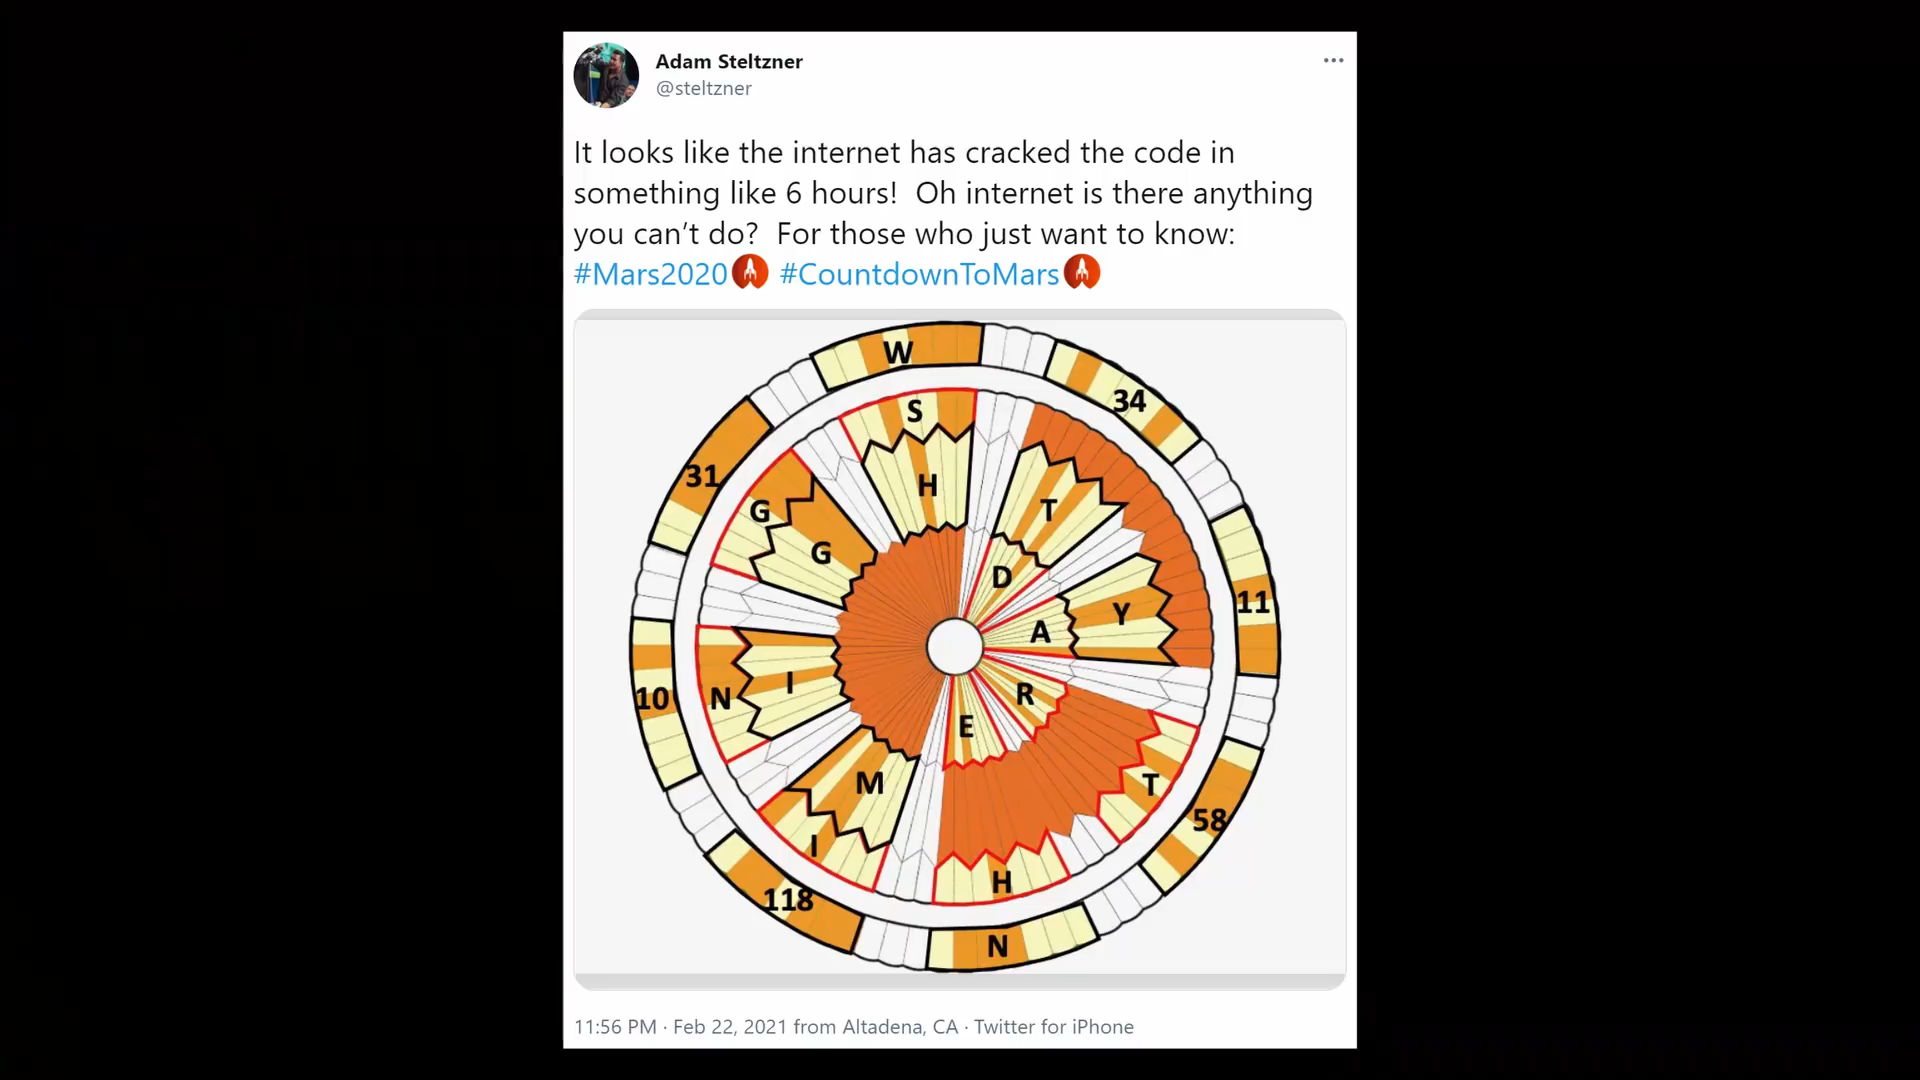 Adam Steltzner
@steltzner
It looks like the internet has cracked the code in
something like 6 hours!  Oh internet is there anything
you can’t do?  For those who just want to know:
#Mars2020 #CountdownToMars
W
34
S
31
H
G
T
G
D
11
Y
A
I
N
10
R
E
M
T
58
I
H
118
N
11:56 PM · Feb 22, 2021 from Altadena, CA · Twitter for iPhone